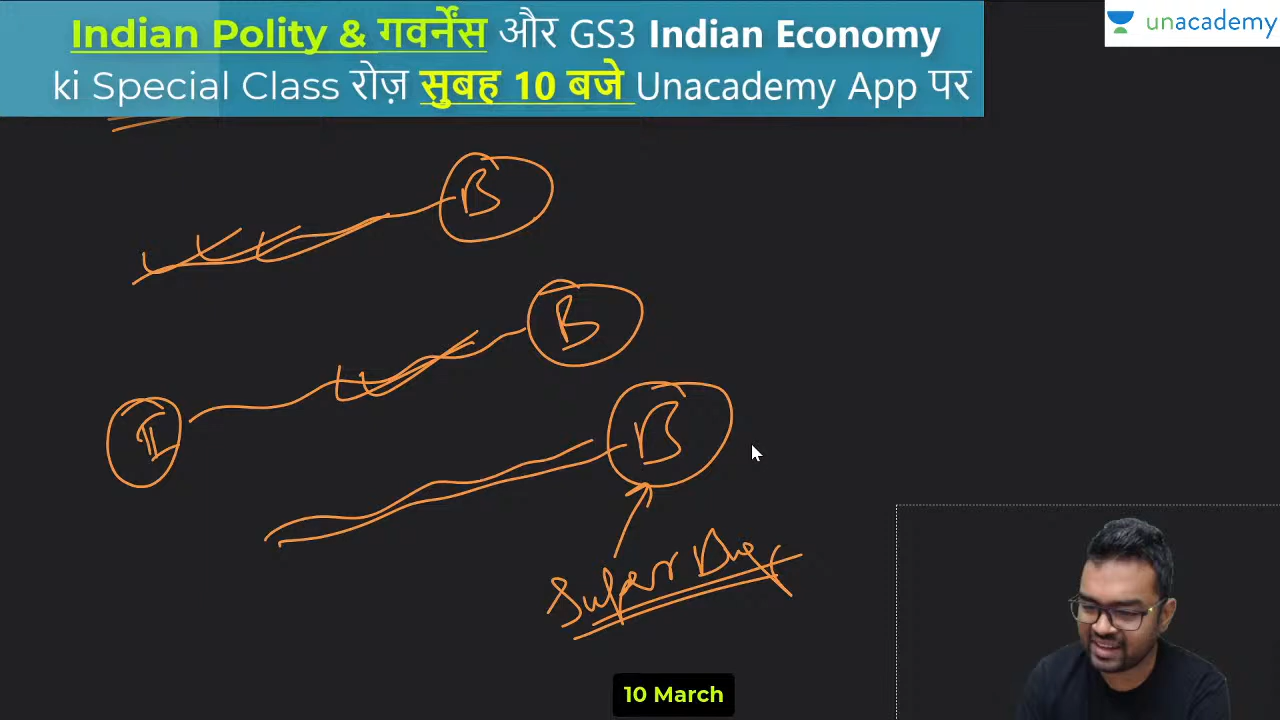 Indian Polity & गवर्नेंस और GS3 Indian Economy
unacademy
ki Special Class रोज़ सुबह 10 बजे Unacademy App पर
B
B
I
B
Super Bug
10 March